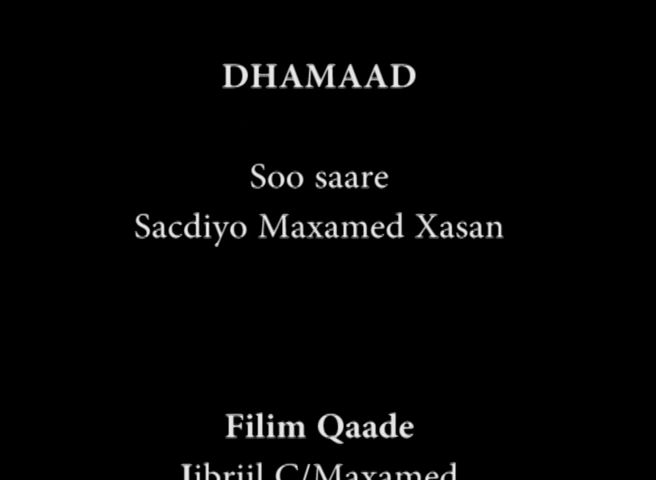 DHAMAAD
Soo saare
Sacdiyo Maxamed Xasan
Filim Qaade
Jibriil C/Maxamed